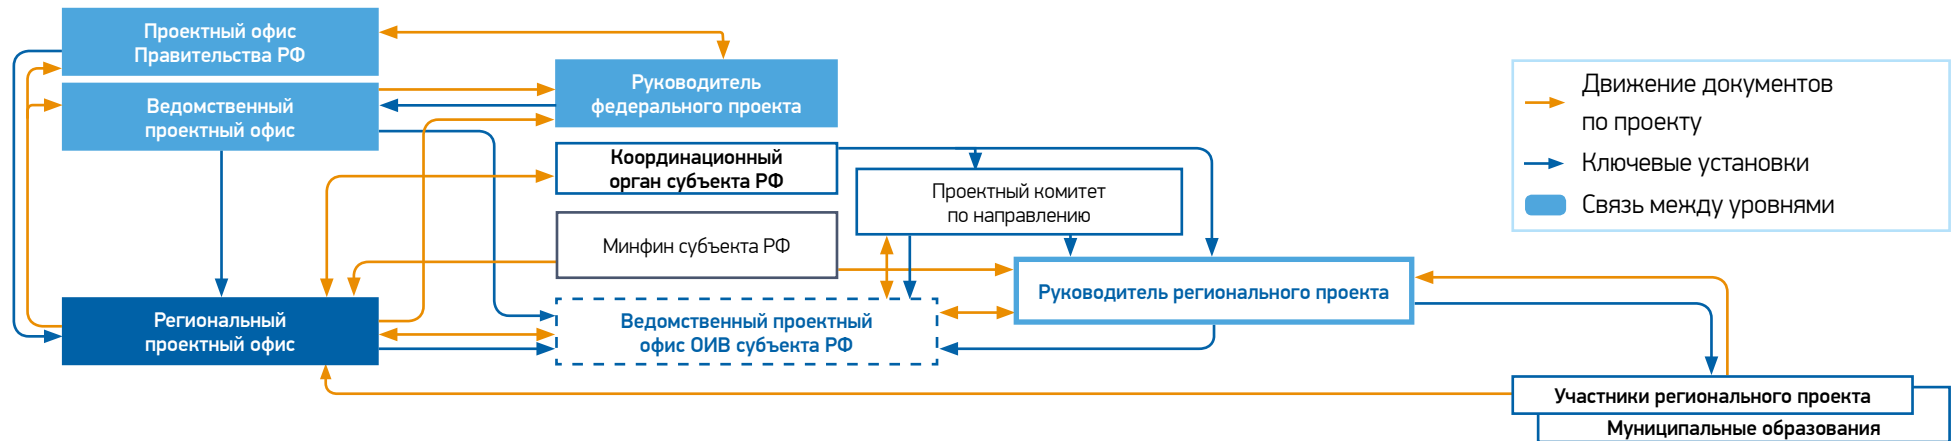 Проектный офис
Правительства РФ
Ведомственный
проектный офис
Руководитель
федерального проекта
Координационный
орган субъекта РФ
Проектный комитет
по направлению
Минфин субъекта РФ
Руководитель регионального проекта
Региональный
проектный офис
Ведомственный проектный
офис ОИВ субъекта РФ
Участники регионального проекта
Муниципальные образования
Движение документов
по проекту
Ключевые установки
Связь между уровнями